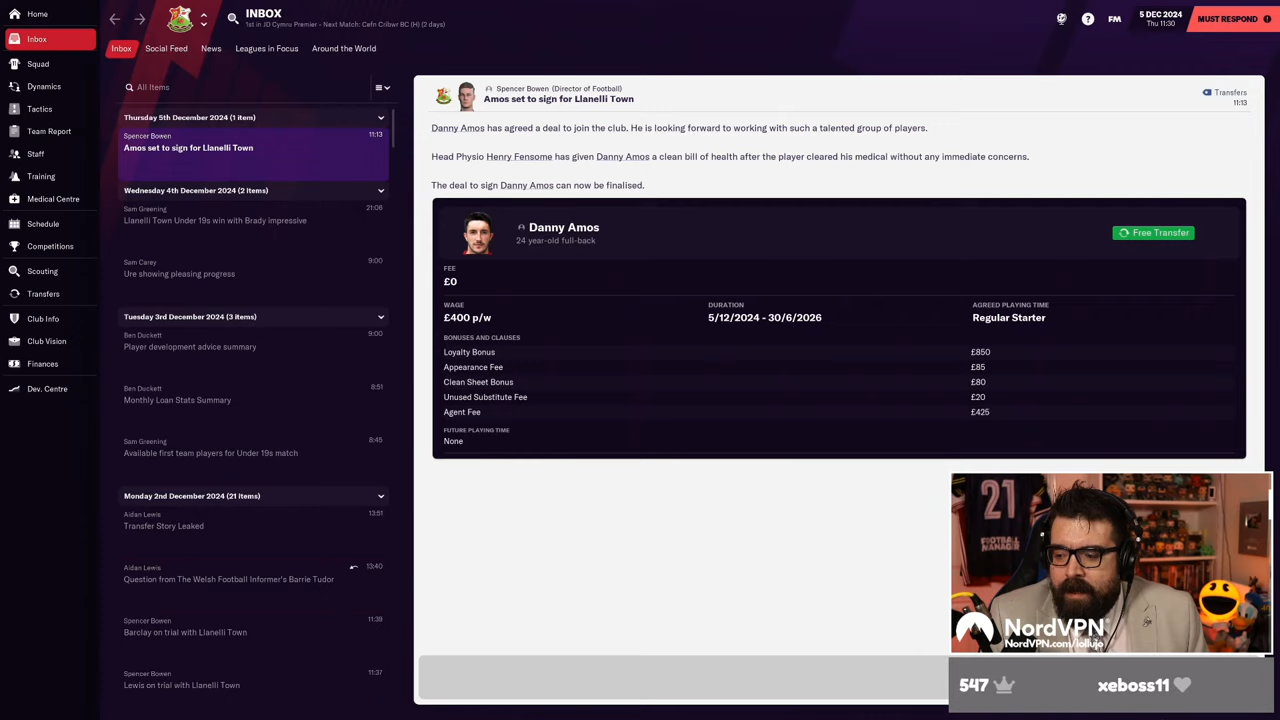 Home
INBOX
1st in JD Cymru Premier - Next Match: Cefn Cribwr BC (H) (2 days)
FM
5 DEC 2024
Thu 11:30
MUST RESPOND
Inbox
Inbox
Social Feed
News
Leagues in Focus
Around the World
Squad
Dynamics
Tactics
Team Report
Staff
Training
Medical Centre
Schedule
Competitions
Scouting
Transfers
Club Info
Club Vision
Finances
Dev. Centre
All Items
Thursday 5th December 2024 (1 item)
Spencer Bowen 11:13
Amos set to sign for Llanelli Town
Wednesday 4th December 2024 (2 items)
Sam Greening 21:08
Llanelli Town Under 19s win with Brady impressive
Sam Carey 9:00
Ure showing pleasing progress
Tuesday 3rd December 2024 (3 items)
Ben Duckett 9:00
Player development advice summary
Ben Duckett 8:51
Monthly Loan Stats Summary
Sam Greening 8:45
Available first team players for Under 19s match
Monday 2nd December 2024 (21 items)
Aidan Lewis 13:51
Transfer Story Leaked
Aidan Lewis 13:40
Question from The Welsh Football Informer's Barrie Tudor
Spencer Bowen 11:39
Barclay on trial with Llanelli Town
Spencer Bowen 11:37
Lewis on trial with Llanelli Town
Spencer Bowen (Director of Football)
Amos set to sign for Llanelli Town
Transfers
11:13
Danny Amos has agreed a deal to join the club. He is looking forward to working with such a talented group of players.
Head Physio Henry Fensome has given Danny Amos a clean bill of health after the player cleared his medical without any immediate concerns.
The deal to sign Danny Amos can now be finalised.
Danny Amos
24 year-old full-back
Free Transfer
FEE
£0
WAGE DURATION AGREED PLAYING TIME
£400 p/w 5/12/2024 - 30/6/2026 Regular Starter
BONUSES AND CLAUSES
Loyalty Bonus £850
Appearance Fee £85
Clean Sheet Bonus £80
Unused Substitute Fee £20
Agent Fee £425
FUTURE PLAYING TIME
None
21
FOOTBALL
MANAGER
NordVPN
NordVPN.com/lollujo
547
xeboss11